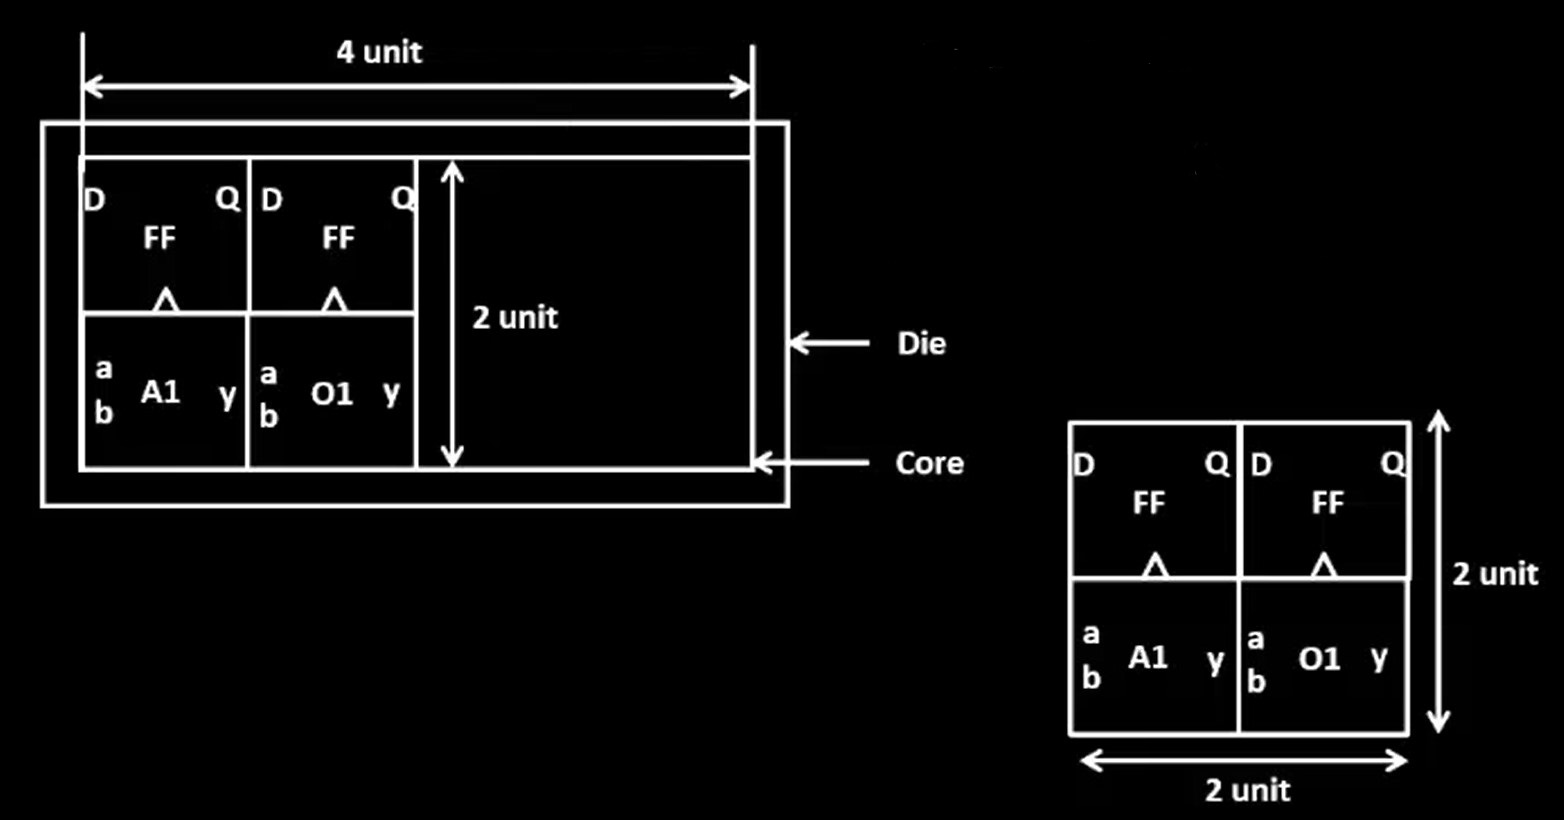 4 unit
D Q D Q
FF FF
2 unit
a A1 y a O1 y
b b
Die
Core
D Q D Q
FF FF
2 unit
a A1 y a O1 y
b b
2 unit